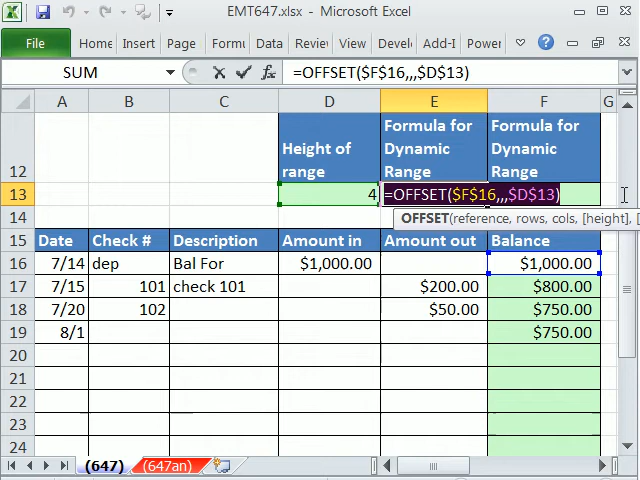 EMT647.xlsx - Microsoft Excel
File Home Insert Page Formu Data Revie View Devel Add-I Power
SUM =OFFSET($F$16,,,$D$13)
A B C D E F G
12 Height of range Formula for Dynamic Range Formula for Dynamic Range
13 4 =OFFSET($F$16,,,$D$13)
14 OFFSET(reference, rows, cols, [height], [
15 Date Check # Description Amount in Amount out Balance
16 7/14 dep Bal For $1,000.00 $1,000.00
17 7/15 101 check 101 $200.00 $800.00
18 7/20 102 $50.00 $750.00
19 8/1 $750.00
20
21
22
23
24
(647) (647an)